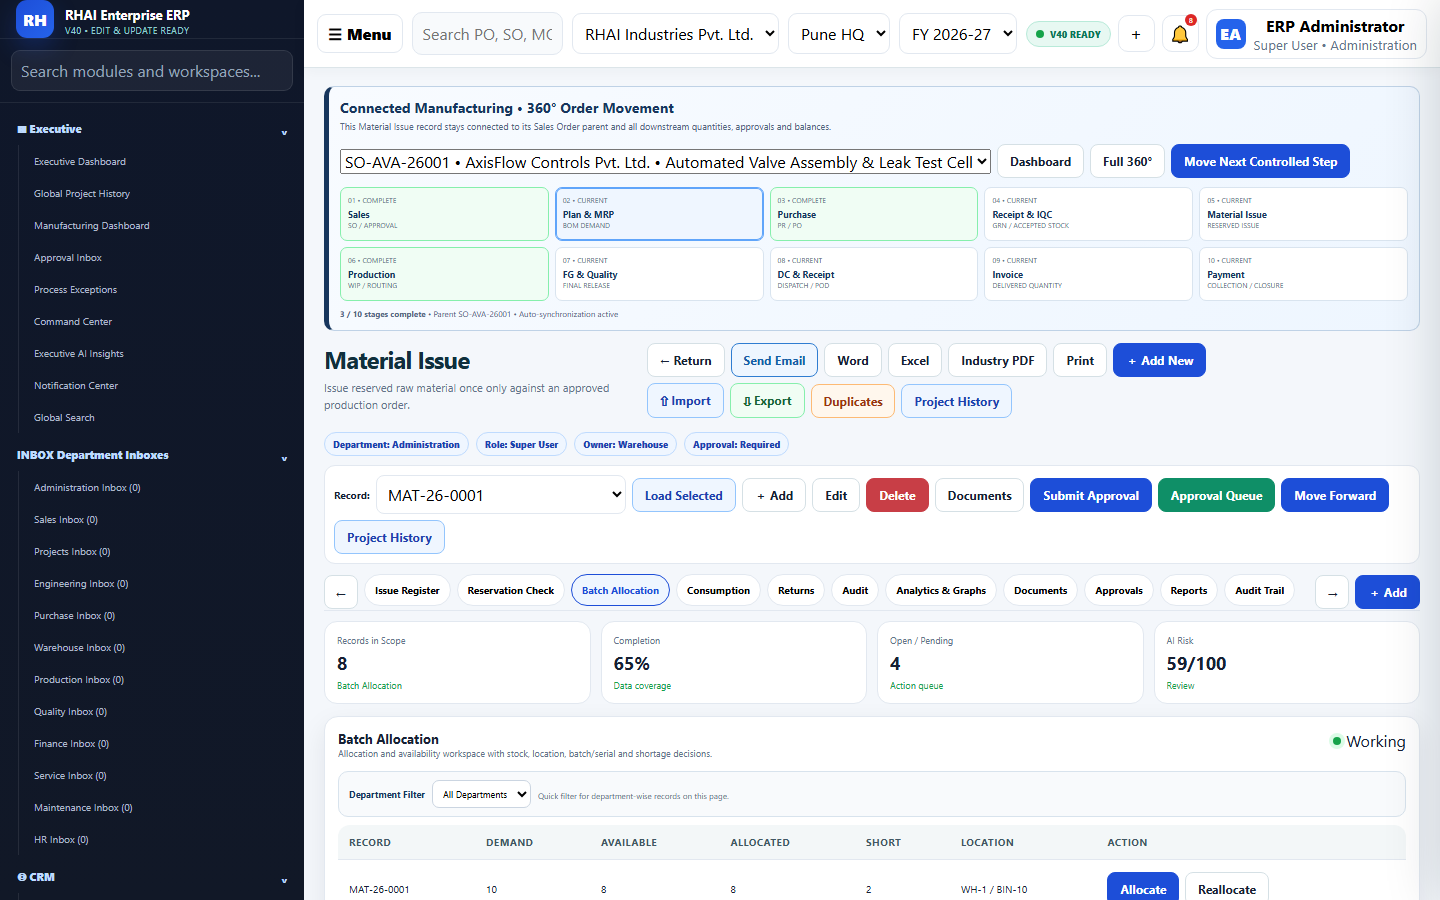 RH
RHAI Enterprise ERP
V40 • EDIT & UPDATE READY
Search modules and workspaces...
Executive
Executive Dashboard
Global Project History
Manufacturing Dashboard
Approval Inbox
Process Exceptions
Command Center
Executive AI Insights
Notification Center
Global Search
INBOX Department Inboxes
Administration Inbox (0)
Sales Inbox (0)
Projects Inbox (0)
Engineering Inbox (0)
Purchase Inbox (0)
Warehouse Inbox (0)
Production Inbox (0)
Quality Inbox (0)
Finance Inbox (0)
Service Inbox (0)
Maintenance Inbox (0)
HR Inbox (0)
CRM
☰ Menu
Search PO, SO, MC
RHAI Industries Pvt. Ltd.
Pune HQ
FY 2026-27
V40 READY
+
8
EA
ERP Administrator
Super User • Administration
Connected Manufacturing • 360° Order Movement
This Material Issue record stays connected to its Sales Order parent and all downstream quantities, approvals and balances.
SO-AVA-26001 • AxisFlow Controls Pvt. Ltd. • Automated Valve Assembly & Leak Test Cell
Dashboard
Full 360°
Move Next Controlled Step
01 • COMPLETE
Sales
SO / APPROVAL
02 • CURRENT
Plan & MRP
BOM DEMAND
03 • COMPLETE
Purchase
PR / PO
04 • CURRENT
Receipt & IQC
GRN / ACCEPTED STOCK
05 • CURRENT
Material Issue
RESERVED ISSUE
06 • COMPLETE
Production
WIP / ROUTING
07 • CURRENT
FG & Quality
FINAL RELEASE
08 • CURRENT
DC & Receipt
DISPATCH / POD
09 • CURRENT
Invoice
DELIVERED QUANTITY
10 • CURRENT
Payment
COLLECTION / CLOSURE
3 / 10 stages complete • Parent SO-AVA-26001 • Auto-synchronization active
Material Issue
Issue reserved raw material once only against an approved
production order.
← Return
Send Email
Word
Excel
Industry PDF
Print
+ Add New
⇧ Import
⇩ Export
Duplicates
Project History
Department: Administration
Role: Super User
Owner: Warehouse
Approval: Required
Record:
MAT-26-0001
Load Selected
+ Add
Edit
Delete
Documents
Submit Approval
Approval Queue
Move Forward
Project History
←
Issue Register
Reservation Check
Batch Allocation
Consumption
Returns
Audit
Analytics & Graphs
Documents
Approvals
Reports
Audit Trail
→
+ Add
Records in Scope
8
Batch Allocation
Completion
65%
Data coverage
Open / Pending
4
Action queue
AI Risk
59/100
Review
Batch Allocation
Allocation and availability workspace with stock, location, batch/serial and shortage decisions.
Working
Department Filter
All Departments
Quick filter for department-wise records on this page.
RECORD DEMAND AVAILABLE ALLOCATED SHORT LOCATION ACTION
MAT-26-0001 10 8 8 2 WH-1 / BIN-10 Allocate Reallocate